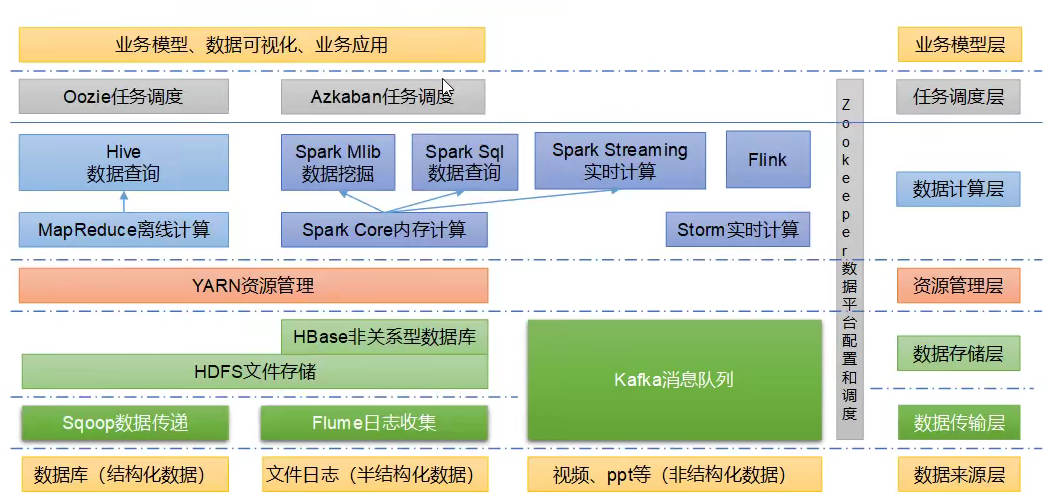 业务模型、数据可视化、业务应用
业务模型层
Oozie任务调度
Azkaban任务调度
任务调度层
Hive
数据查询
Spark Mlib
数据挖掘
Spark Sql
数据查询
Spark Streaming
实时计算
Flink
数据计算层
MapReduce离线计算
Spark Core内存计算
Storm实时计算
Zookeeper数据平台配置和调度
YARN资源管理
资源管理层
HBase非关系型数据库
HDFS文件存储
Kafka消息队列
数据存储层
Sqoop数据传递
Flume日志收集
数据传输层
数据库（结构化数据）
文件日志（半结构化数据）
视频、ppt等（非结构化数据）
数据来源层